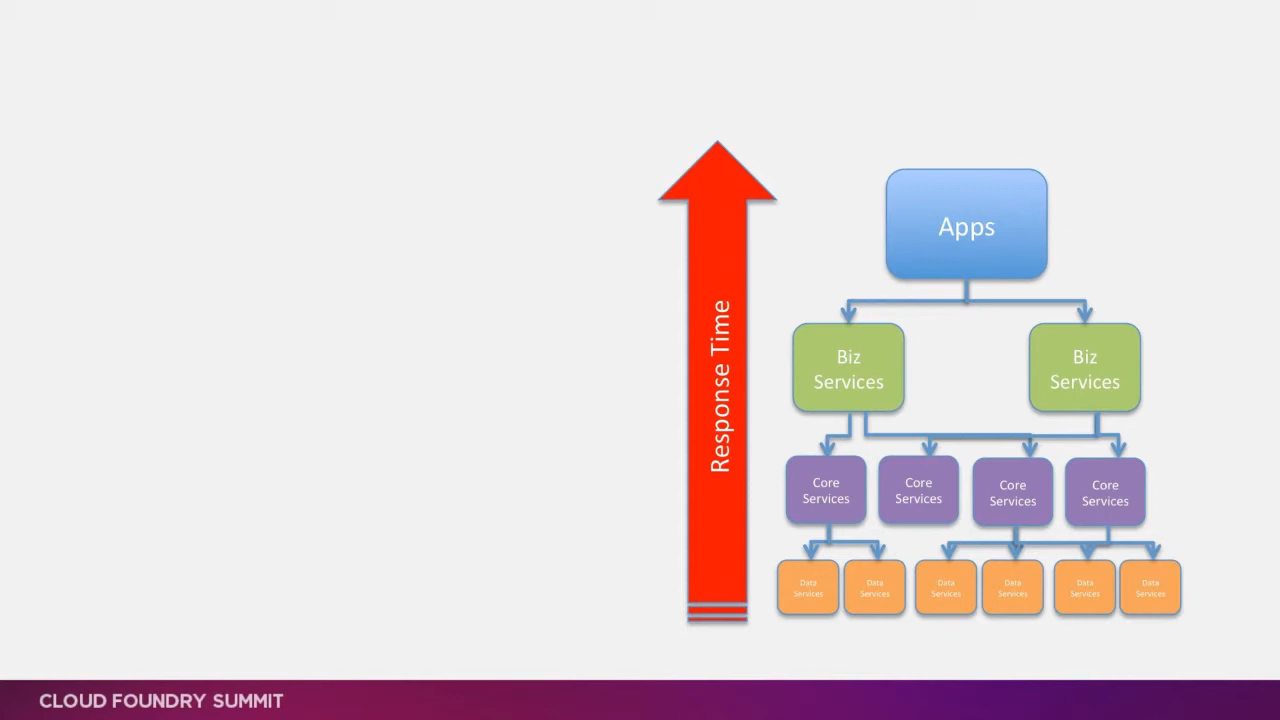 Apps
Response Time
Biz
Services
Biz
Services
Core
Services
Core
Services
Core
Services
Core
Services
Data
Services
Data
Services
Data
Services
Data
Services
Data
Services
Data
Services
CLOUD FOUNDRY SUMMIT